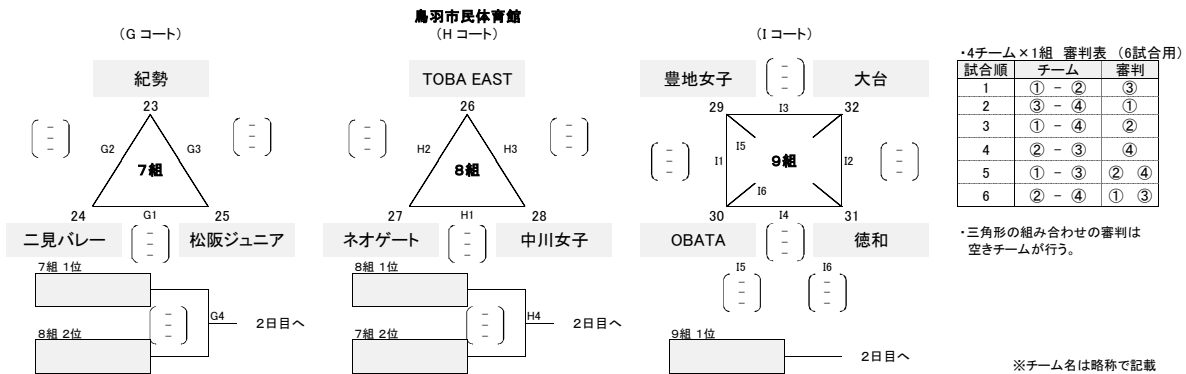 鳥羽市民体育館
（G コート）
（H コート）
（I コート）
紀勢
TOBA EAST
豊地女子
大台
23
26
29
I3
32
G2
G3
7組
H2
H3
8組
I1
I5
9組
I2
I6
24
G1
25
27
H1
28
30
I4
31
二見バレー
松阪ジュニア
ネオゲート
中川女子
OBATA
徳和
I5
I6
7組 1位
G4
2日目へ
8組 2位
8組 1位
H4
2日目へ
7組 2位
9組 1位
2日目へ
・4チーム×1組 審判表 （6試合用）
試合順 チーム 審判
1 ① － ② ③
2 ③ － ④ ①
3 ① － ④ ②
4 ② － ③ ④
5 ① － ③ ② ④
6 ② － ④ ① ③
・三角形の組み合わせの審判は
空きチームが行う。
※チーム名は略称で記載